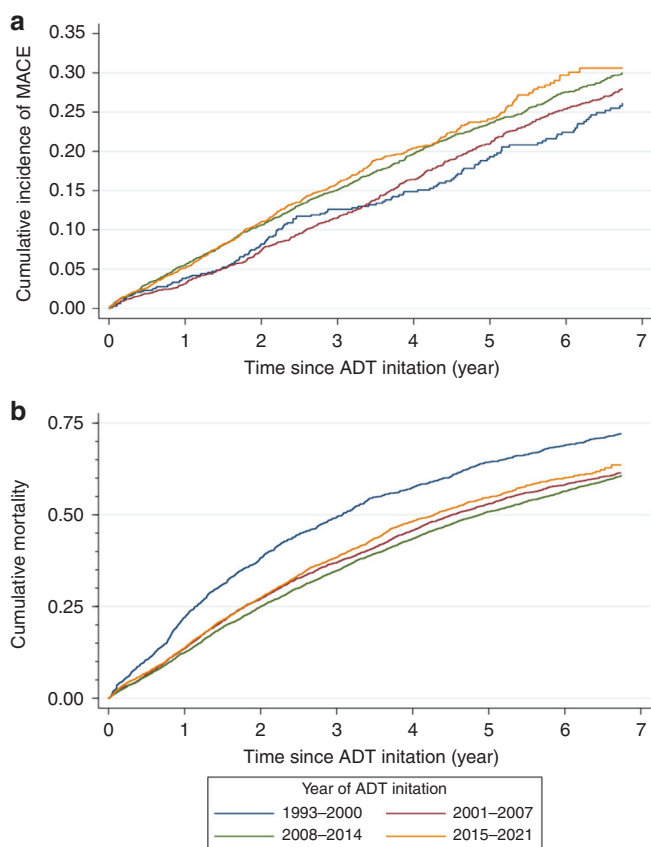 a
0.35
0.30
0.25
0.20
0.15
0.10
0.05
0.00
Cumulative incidence of MACE
0 1 2 3 4 5 6 7
Time since ADT initation (year)
b
0.75
0.50
0.25
0.00
Cumulative mortality
0 1 2 3 4 5 6 7
Time since ADT initation (year)
Year of ADT initation
1993–2000 2001–2007
2008–2014 2015–2021